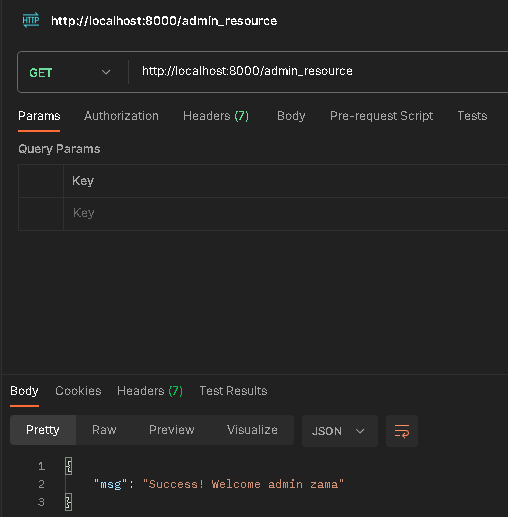 HTTP http://localhost:8000/admin_resource
GET http://localhost:8000/admin_resource
Params Authorization Headers (7) Body Pre-request Script Tests
Query Params
Key
Key
Body Cookies Headers (7) Test Results
Pretty Raw Preview Visualize JSON
1 {
2 "msg": "Success! Welcome admin zama"
3 }